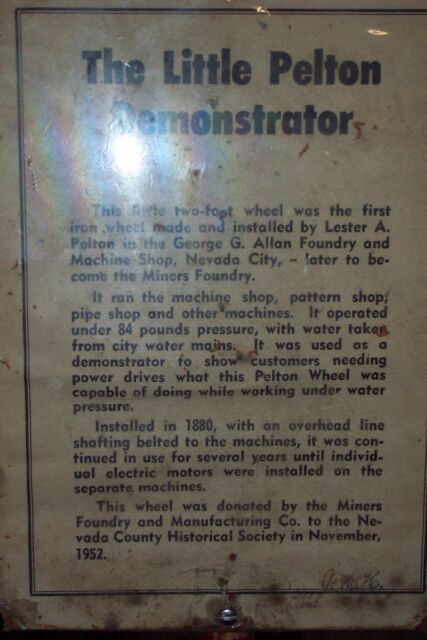 The Little Pelton
Demonstrator
This little two-foot wheel was the first
iron wheel made and installed by Lester A.
Pelton in the George G. Allan Foundry and
Machine Shop, Nevada City, – later to be-
come the Miners Foundry.
It ran the machine shop, pattern shop,
pipe shop and other machines. It operated
under 84 pounds pressure, with water taken
from city water mains. It was used as a
demonstrator to show customers needing
power drives what this Pelton Wheel was
capable of doing while working under water
pressure.
Installed in 1880, with an overhead line
shafting belted to the machines, it was con-
tinued in use for several years until individ-
ual electric motors were installed on the
separate machines.
This wheel was donated by the Miners
Foundry and Manufacturing Co. to the Ne-
vada County Historical Society in November,
1952.